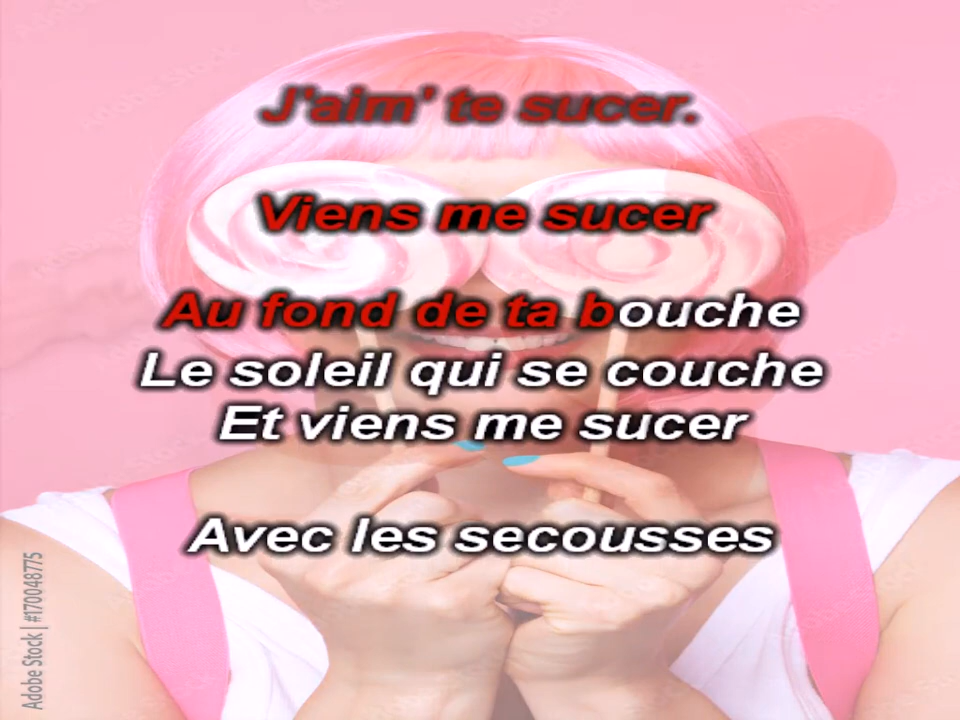 J'aim' te sucer.
Viens me sucer
Au fond de ta bouche
Le soleil qui se couche
Et viens me sucer
Avec les secousses
Adobe Stock | #170048775